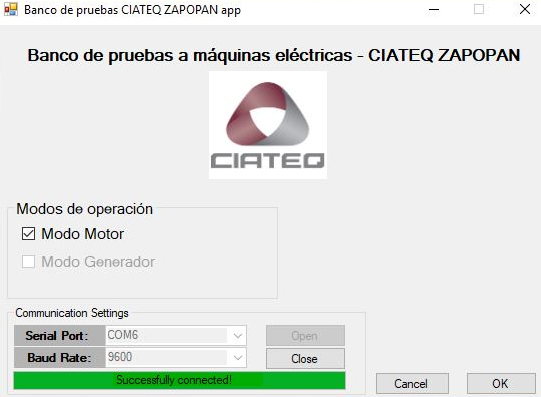 Banco de pruebas CIATEQ ZAPOPAN app
Banco de pruebas a máquinas eléctricas - CIATEQ ZAPOPAN
CIATEQ
Modos de operación
Modo Motor
Modo Generador
Communication Settings
Serial Port: COM6 Open
Baud Rate: 9600 Close
Successfully connected!
Cancel OK